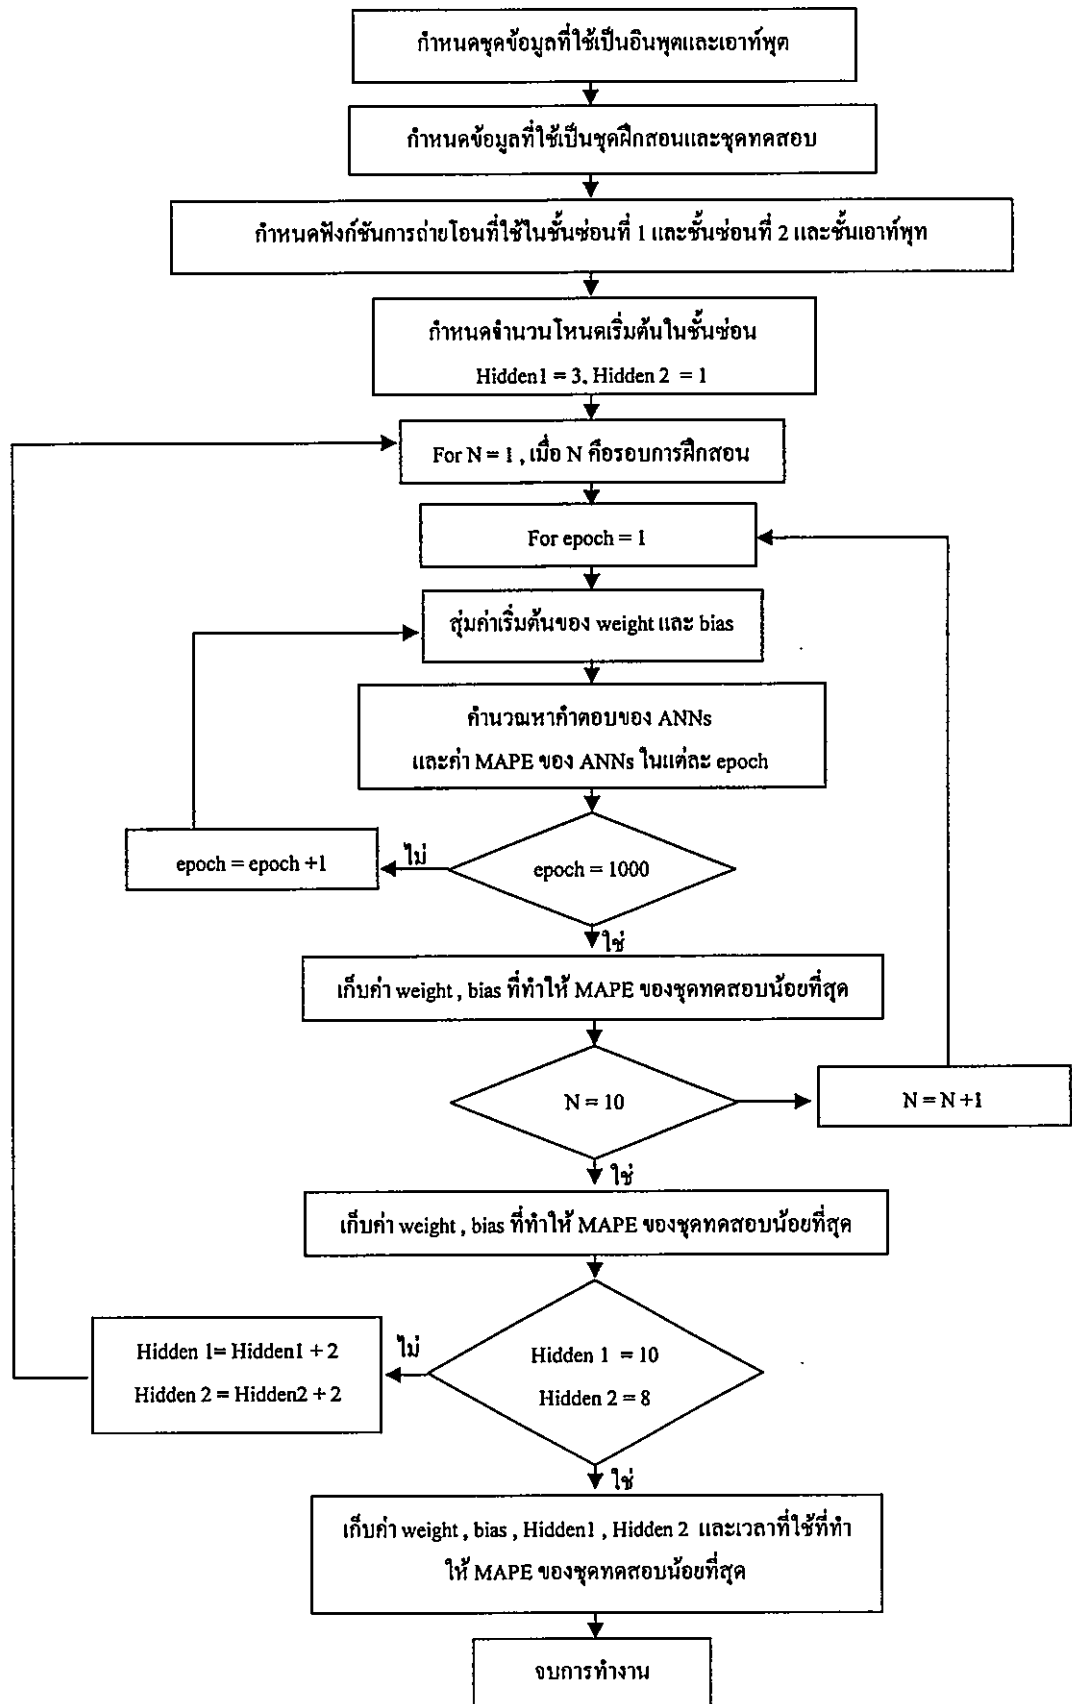 กำหนดชุดข้อมูลที่ใช้เป็นอินพุตและเอาท์พุต
กำหนดข้อมูลที่ใช้เป็นชุดฝึกสอนและชุดทดสอบ
กำหนดฟังก์ชันการถ่ายโอนที่ใช้ในชั้นซ่อนที่ 1 และชั้นซ่อนที่ 2 และชั้นเอาท์พุท
กำหนดจำนวนโหนดเริ่มต้นในชั้นซ่อน
Hidden1 = 3, Hidden 2 = 1
For N = 1 , เมื่อ N คือรอบการฝึกสอน
For epoch = 1
สุ่มค่าเริ่มต้นของ weight และ bias
คำนวณหาคำตอบของ ANNs
และค่า MAPE ของ ANNs ในแต่ละ epoch
epoch = epoch +1
ไม่
epoch = 1000
ใช่
เก็บค่า weight , bias ที่ทำให้ MAPE ของชุดทดสอบน้อยที่สุด
N = 10
N = N +1
ใช่
เก็บค่า weight , bias ที่ทำให้ MAPE ของชุดทดสอบน้อยที่สุด
Hidden 1= Hidden1 + 2
Hidden 2 = Hidden2 + 2
ไม่
Hidden 1 = 10
Hidden 2 = 8
ใช่
เก็บค่า weight , bias , Hidden1 , Hidden 2 และเวลาที่ใช้ที่ทำ
ให้ MAPE ของชุดทดสอบน้อยที่สุด
จบการทำงาน